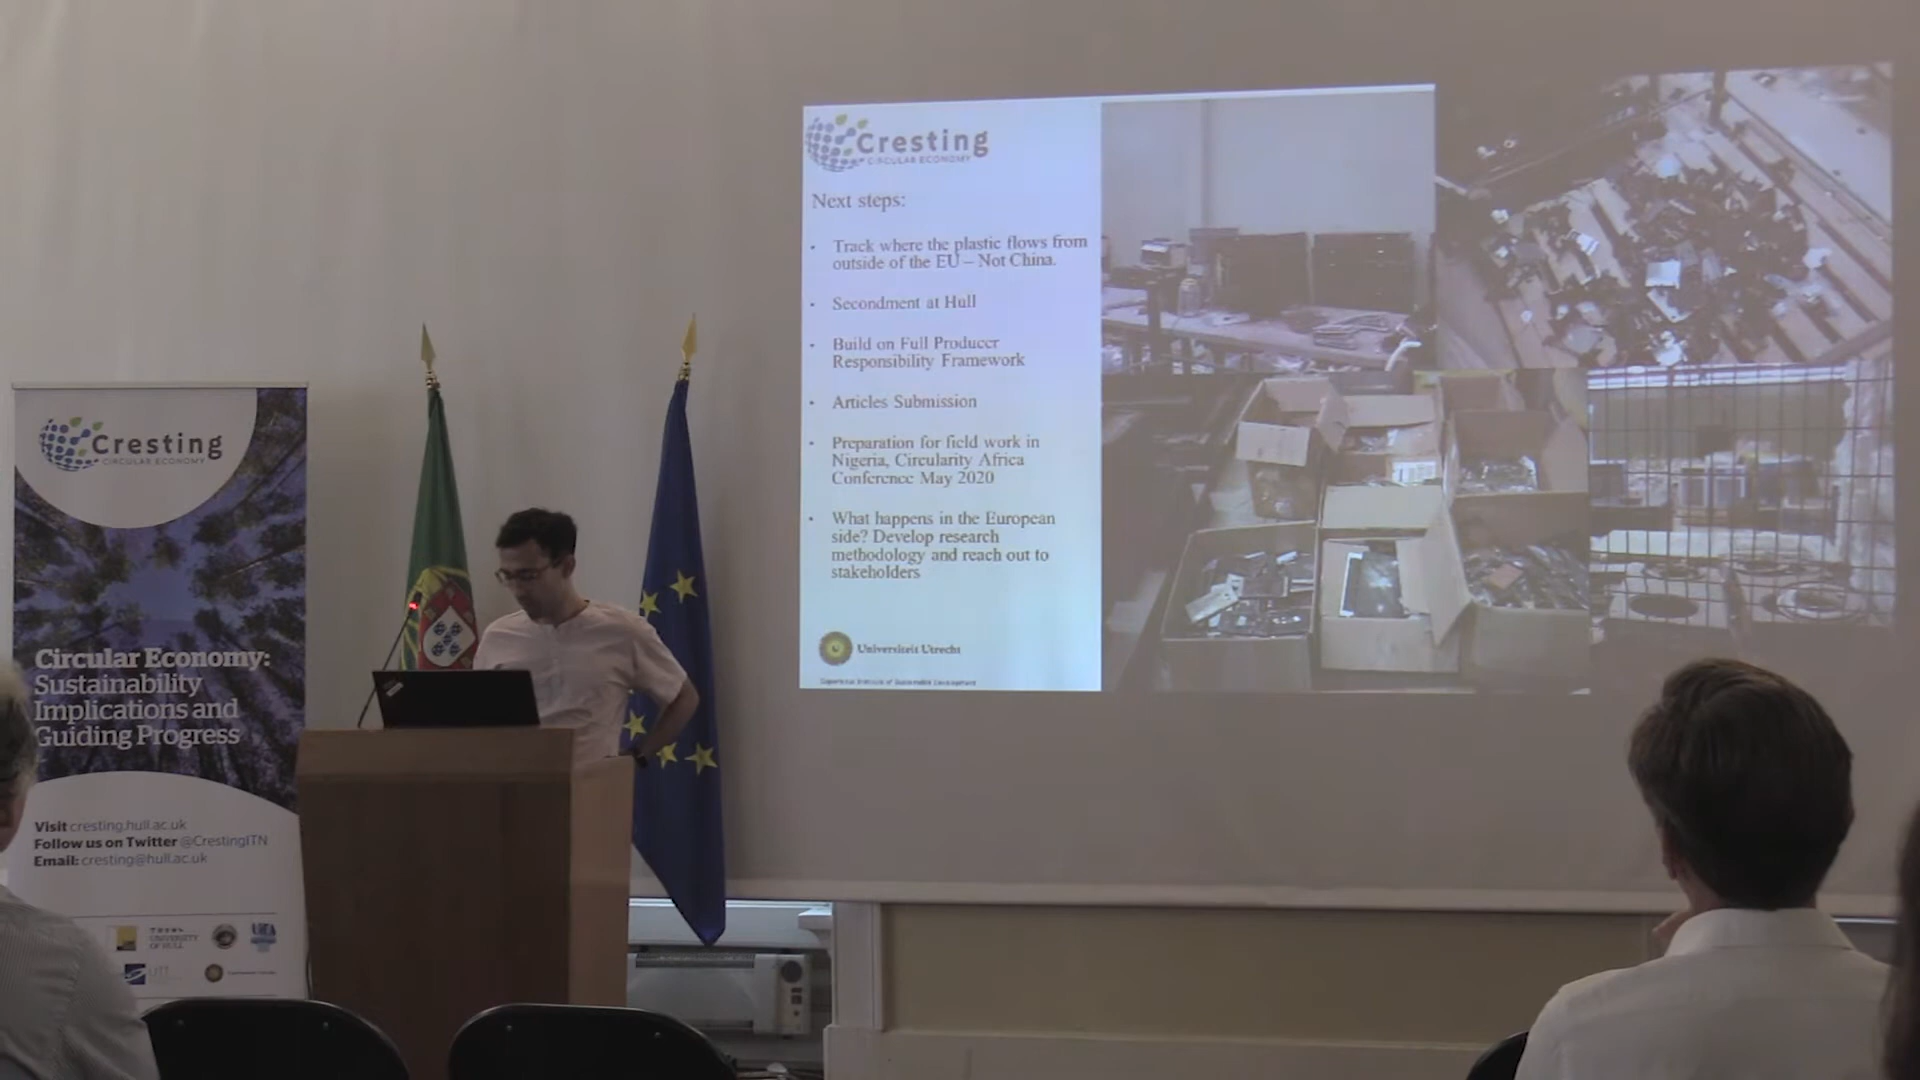 Cresting
CIRCULAR ECONOMY
Next steps:
• Track where the plastic flows from
outside of the EU – Not China.
• Secondment at Hull
• Build on Full Producer
Responsibility Framework
• Articles Submission
• Preparation for field work in
Nigeria, Circularity Africa
Conference May 2020
• What happens in the European
side? Develop research
methodology and reach out to
stakeholders
Universiteit Utrecht
Cresting
CIRCULAR ECONOMY
Circular Economy:
Sustainability
Implications and
Guiding Progress
Visit cresting.hull.ac.uk
Follow us on Twitter @CrestingITN
Email: cresting@hull.ac.uk
UNIVERSITY
OF HULL
utt